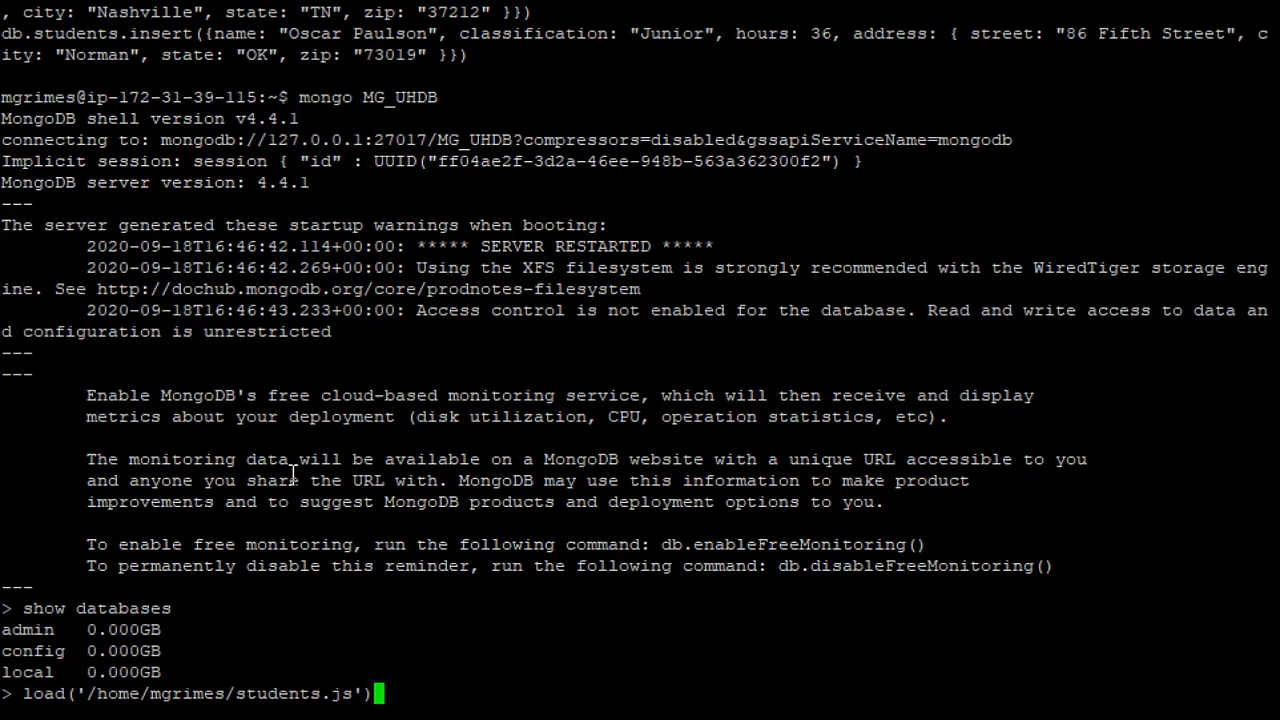 , city: "Nashville", state: "TN", zip: "37212" }})
db.students.insert({name: "Oscar Paulson", classification: "Junior", hours: 36, address: { street: "86 Fifth Street", c
ity: "Norman", state: "OK", zip: "73019" }})
mgrimes@ip-172-31-39-115:~$ mongo MG_UHDB
MongoDB shell version v4.4.1
connecting to: mongodb://127.0.0.1:27017/MG_UHDB?compressors=disabled&gssapiServiceName=mongodb
Implicit session: session { "id" : UUID("ff04ae2f-3d2a-46ee-948b-563a362300f2") }
MongoDB server version: 4.4.1
---
The server generated these startup warnings when booting:
        2020-09-18T16:46:42.114+00:00: ***** SERVER RESTARTED *****
        2020-09-18T16:46:42.269+00:00: Using the XFS filesystem is strongly recommended with the WiredTiger storage eng
ine. See http://dochub.mongodb.org/core/prodnotes-filesystem
        2020-09-18T16:46:43.233+00:00: Access control is not enabled for the database. Read and write access to data an
d configuration is unrestricted
---
---
        Enable MongoDB's free cloud-based monitoring service, which will then receive and display
        metrics about your deployment (disk utilization, CPU, operation statistics, etc).
        The monitoring data will be available on a MongoDB website with a unique URL accessible to you
        and anyone you share the URL with. MongoDB may use this information to make product
        improvements and to suggest MongoDB products and deployment options to you.
        To enable free monitoring, run the following command: db.enableFreeMonitoring()
        To permanently disable this reminder, run the following command: db.disableFreeMonitoring()
---
> show databases
admin   0.000GB
config  0.000GB
local   0.000GB
> load('/home/mgrimes/students.js')